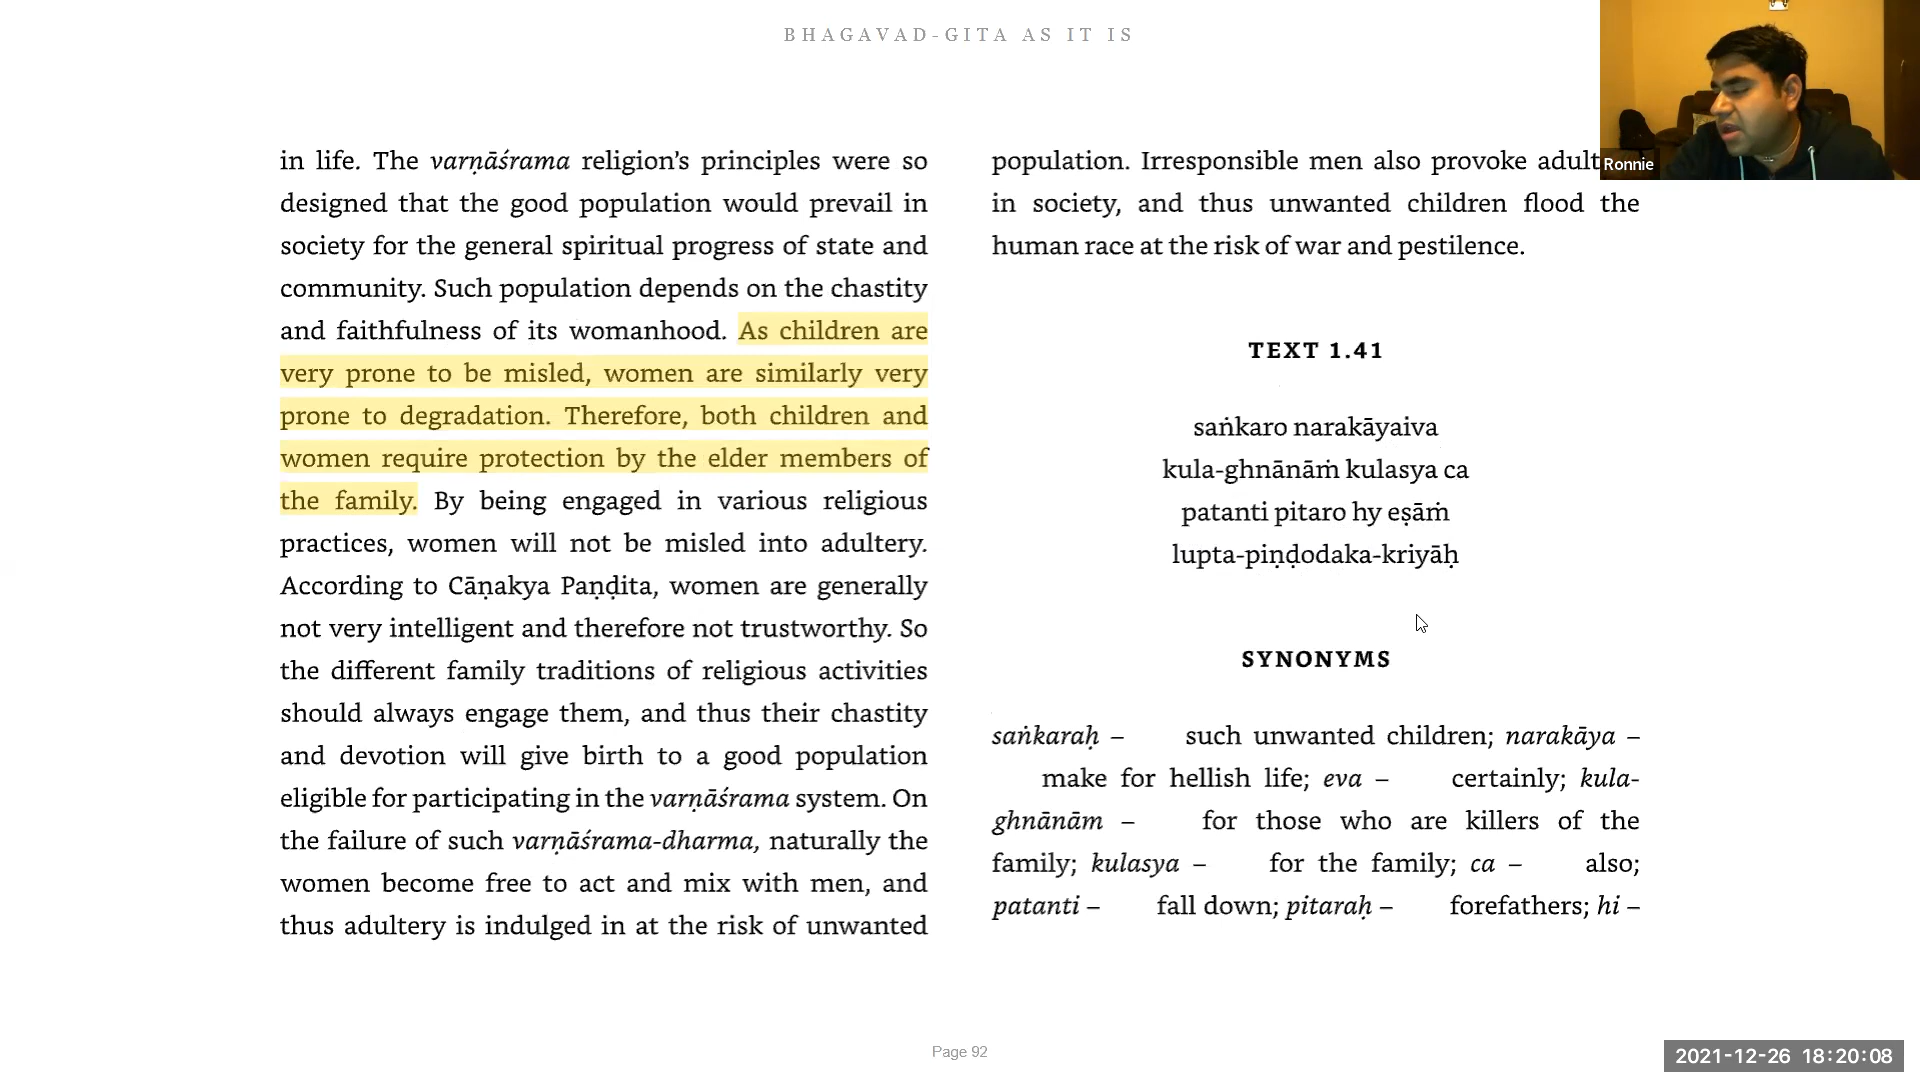 BHAGAVAD-GITA AS IT IS
in life. The varṇāśrama religion's principles were so
designed that the good population would prevail in
society for the general spiritual progress of state and
community. Such population depends on the chastity
and faithfulness of its womanhood. As children are
very prone to be misled, women are similarly very
prone to degradation. Therefore, both children and
women require protection by the elder members of
the family. By being engaged in various religious
practices, women will not be misled into adultery.
According to Cāṇakya Paṇḍita, women are generally
not very intelligent and therefore not trustworthy. So
the different family traditions of religious activities
should always engage them, and thus their chastity
and devotion will give birth to a good population
eligible for participating in the varṇāśrama system. On
the failure of such varṇāśrama-dharma, naturally the
women become free to act and mix with men, and
thus adultery is indulged in at the risk of unwanted
population. Irresponsible men also provoke
in society, and thus unwanted children flood the
human race at the risk of war and pestilence.
TEXT 1.41
saṅkaro narakāyaiva
kula-ghnānāṁ kulasya ca
patanti pitaro hy eṣāṁ
lupta-piṇḍodaka-kriyāḥ
SYNONYMS
saṅkaraḥ – such unwanted children; narakāya –
make for hellish life; eva – certainly; kula-
ghnānām – for those who are killers of the
family; kulasya – for the family; ca – also;
patanti – fall down; pitaraḥ – forefathers; hi –
Page 92
Ronnie
2021-12-26 18:20:08